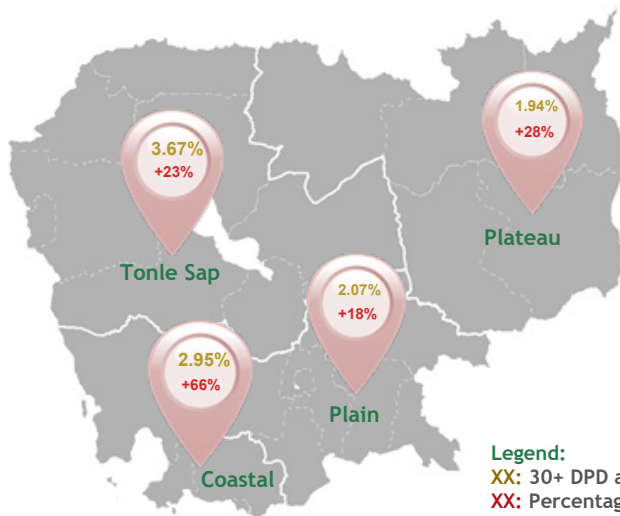 1.94%
+28%
Plateau
3.67%
+23%
Tonle Sap
2.07%
+18%
Plain
2.95%
+66%
Coastal
Legend:
XX: 30+ DPD a
XX: Percentag